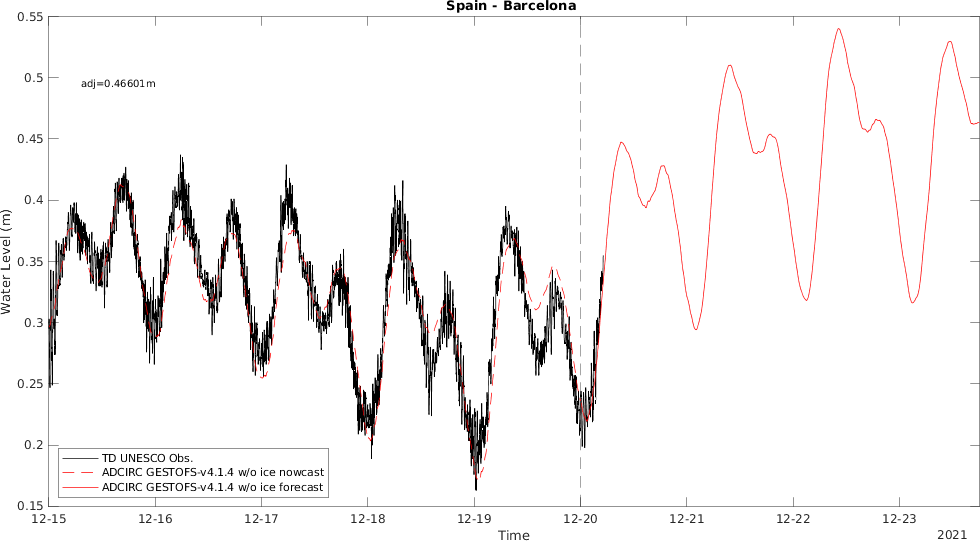 Spain - Barcelona
adj=0.46601m
0.55
0.5
0.45
0.4
0.35
0.3
0.25
0.2
0.15
Water Level (m)
TD UNESCO Obs.
ADCIRC GESTOFS-v4.1.4 w/o ice nowcast
ADCIRC GESTOFS-v4.1.4 w/o ice forecast
12-15 12-16 12-17 12-18 12-19 12-20 12-21 12-22 12-23
Time
2021